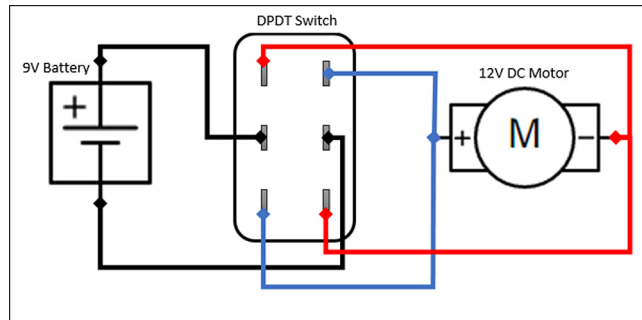 DPDT Switch
9V Battery
12V DC Motor
+
+
M
−